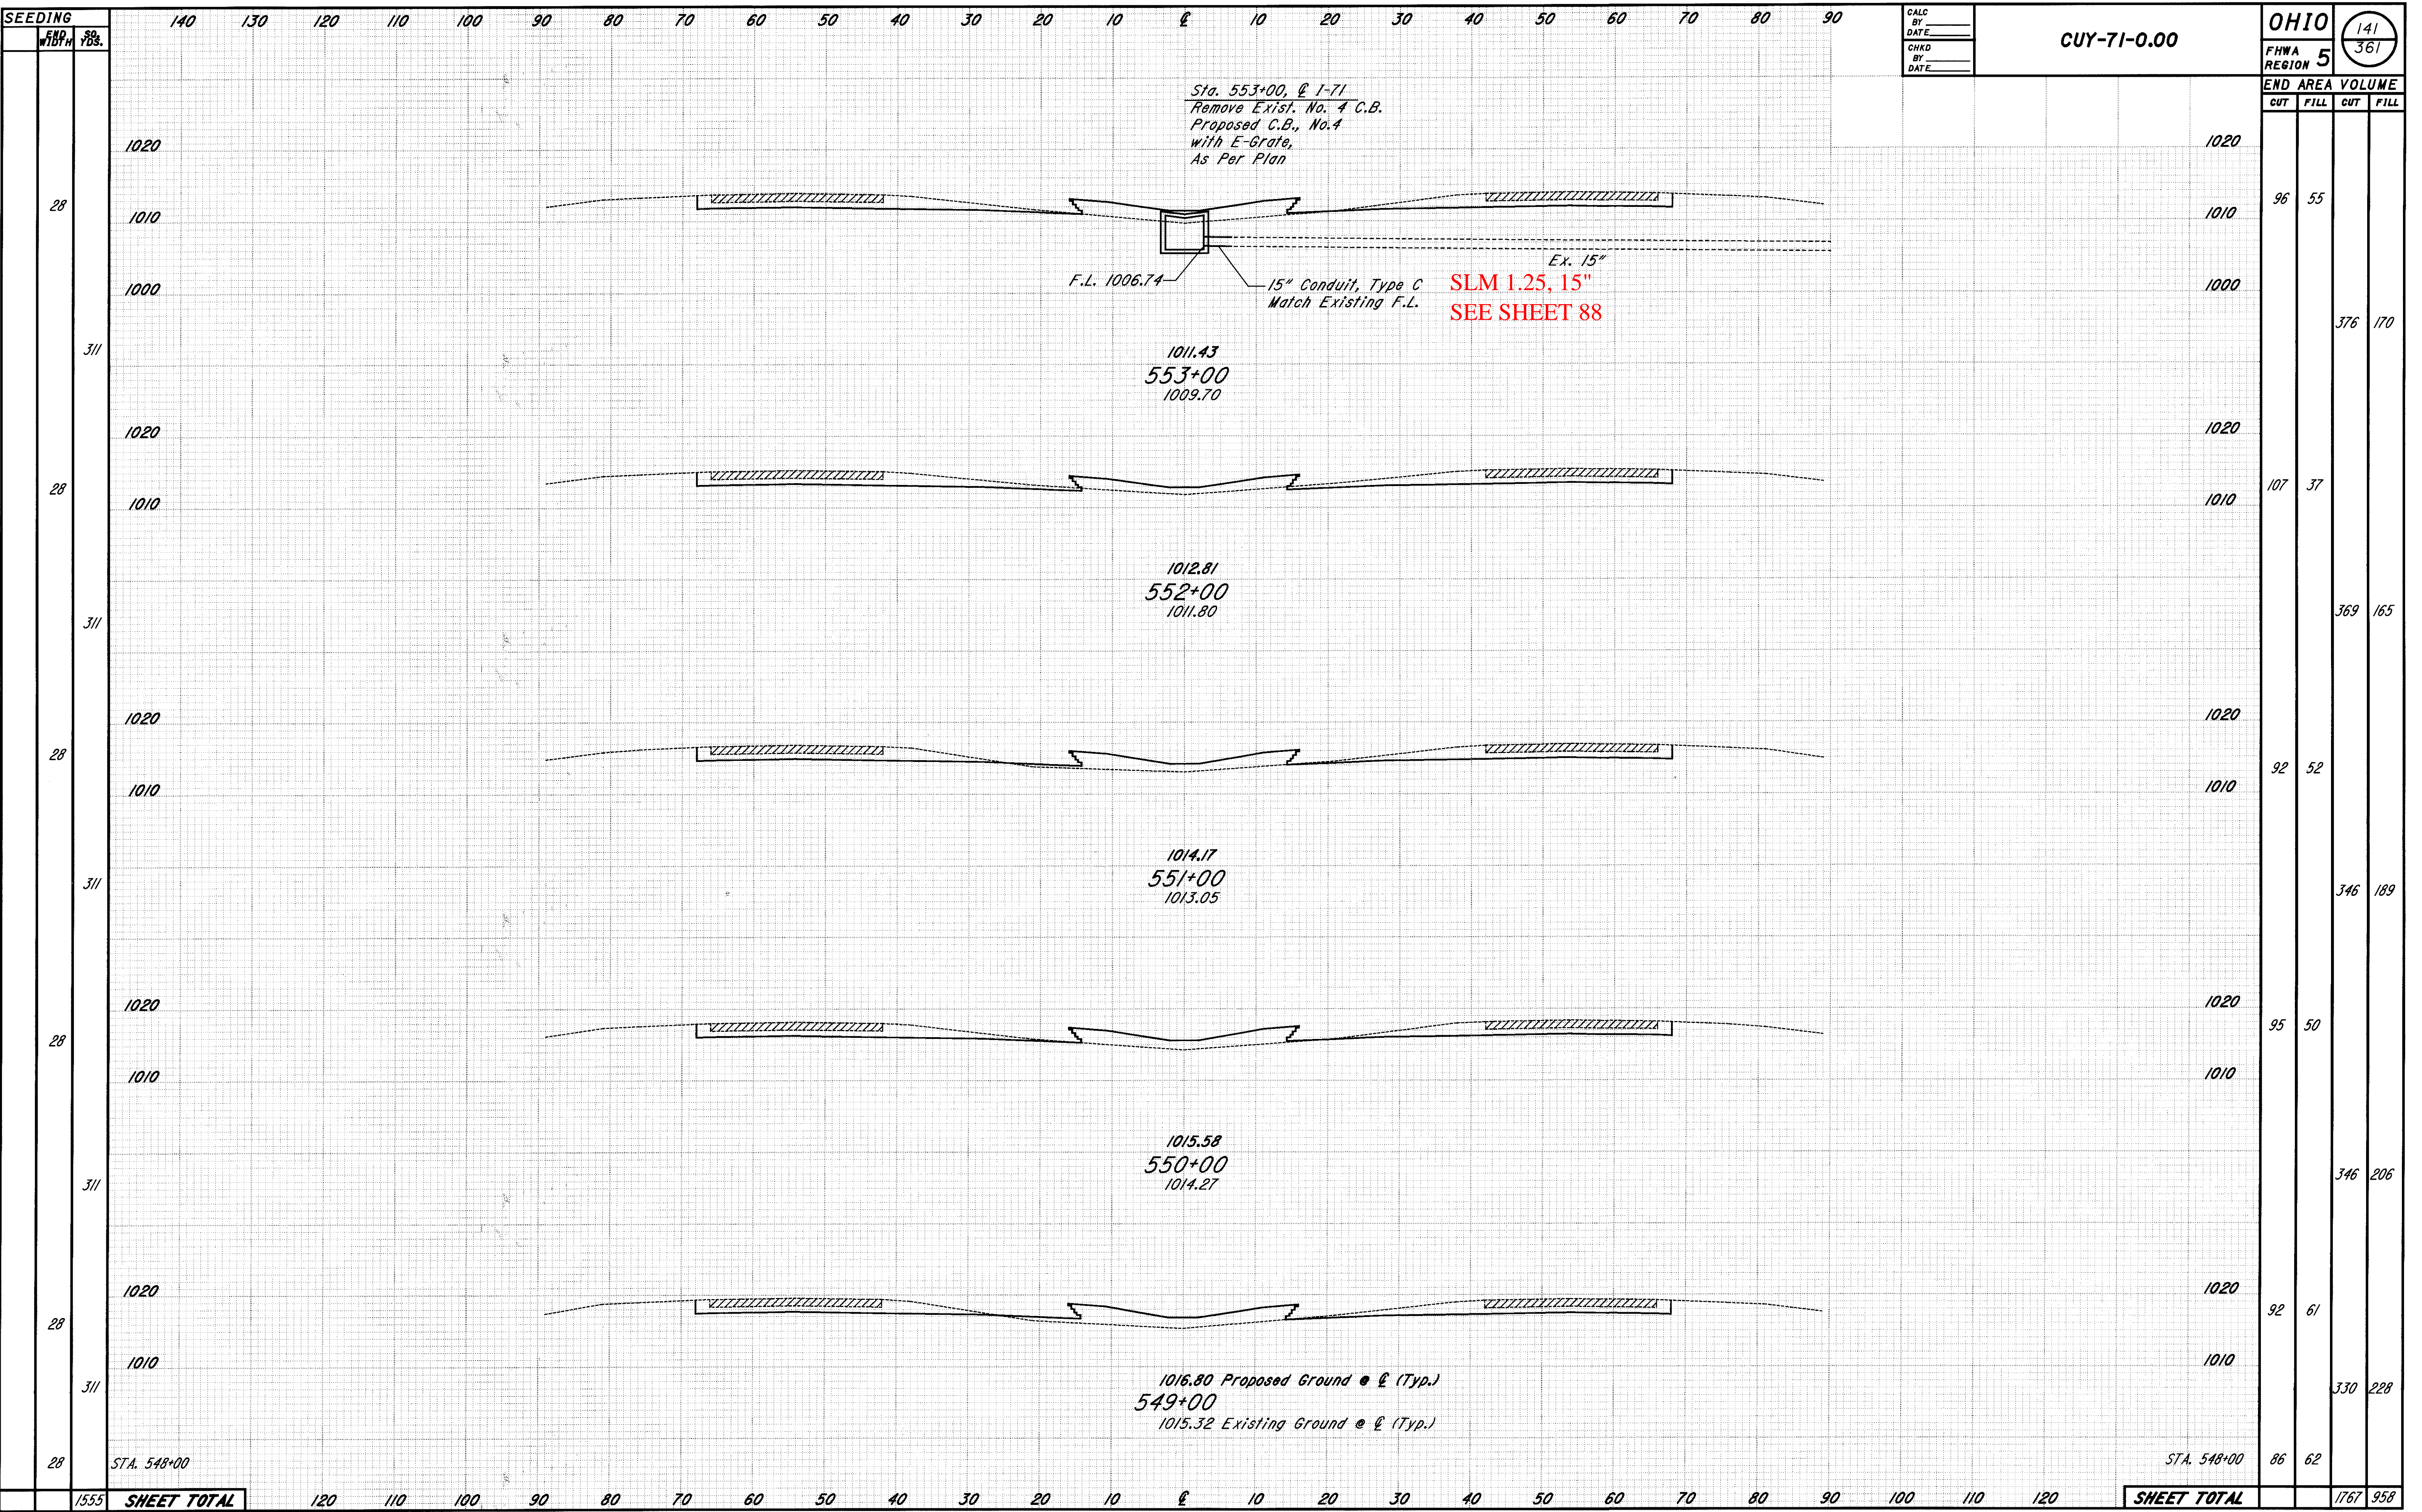 SEEDING
END WIDTH
SQ. YDS.
140 130 120 110 100 90 80 70 60 50 40 30 20 10 ℄ 10 20 30 40 50 60 70 80 90
CALC
BY
DATE
CHKD
BY
DATE
CUY-71-0.00
OHIO
FHWA
REGION 5
141
361
END AREA VOLUME
CUT FILL CUT FILL
Sta. 553+00, ℄ I-71
Remove Exist. No. 4 C.B.
Proposed C.B., No.4
with E-Grate,
As Per Plan
1020 1020
28 1010 1010 96 55
Ex. 15"
F.L. 1006.74
15" Conduit, Type C
Match Existing F.L.
SLM 1.25, 15"
SEE SHEET 88
1000 1000
376 170
311
1011.43
553+00
1009.70
1020 1020
28 107 37
1010 1010
1012.81
552+00
1011.80
311 369 165
1020 1020
28 92 52
1010 1010
1014.17
551+00
1013.05
311 346 189
1020 1020
28 95 50
1010 1010
1015.58
550+00
1014.27
311 346 206
1020 1020
28 92 61
1010 1010
1016.80 Proposed Ground @ ℄ (Typ.)
549+00
1015.32 Existing Ground @ ℄ (Typ.)
311 330 228
28 STA. 548+00 STA. 548+00 86 62
1555 SHEET TOTAL 120 110 100 90 80 70 60 50 40 30 20 10 ℄ 10 20 30 40 50 60 70 80 90 100 110 120 SHEET TOTAL 1767 958